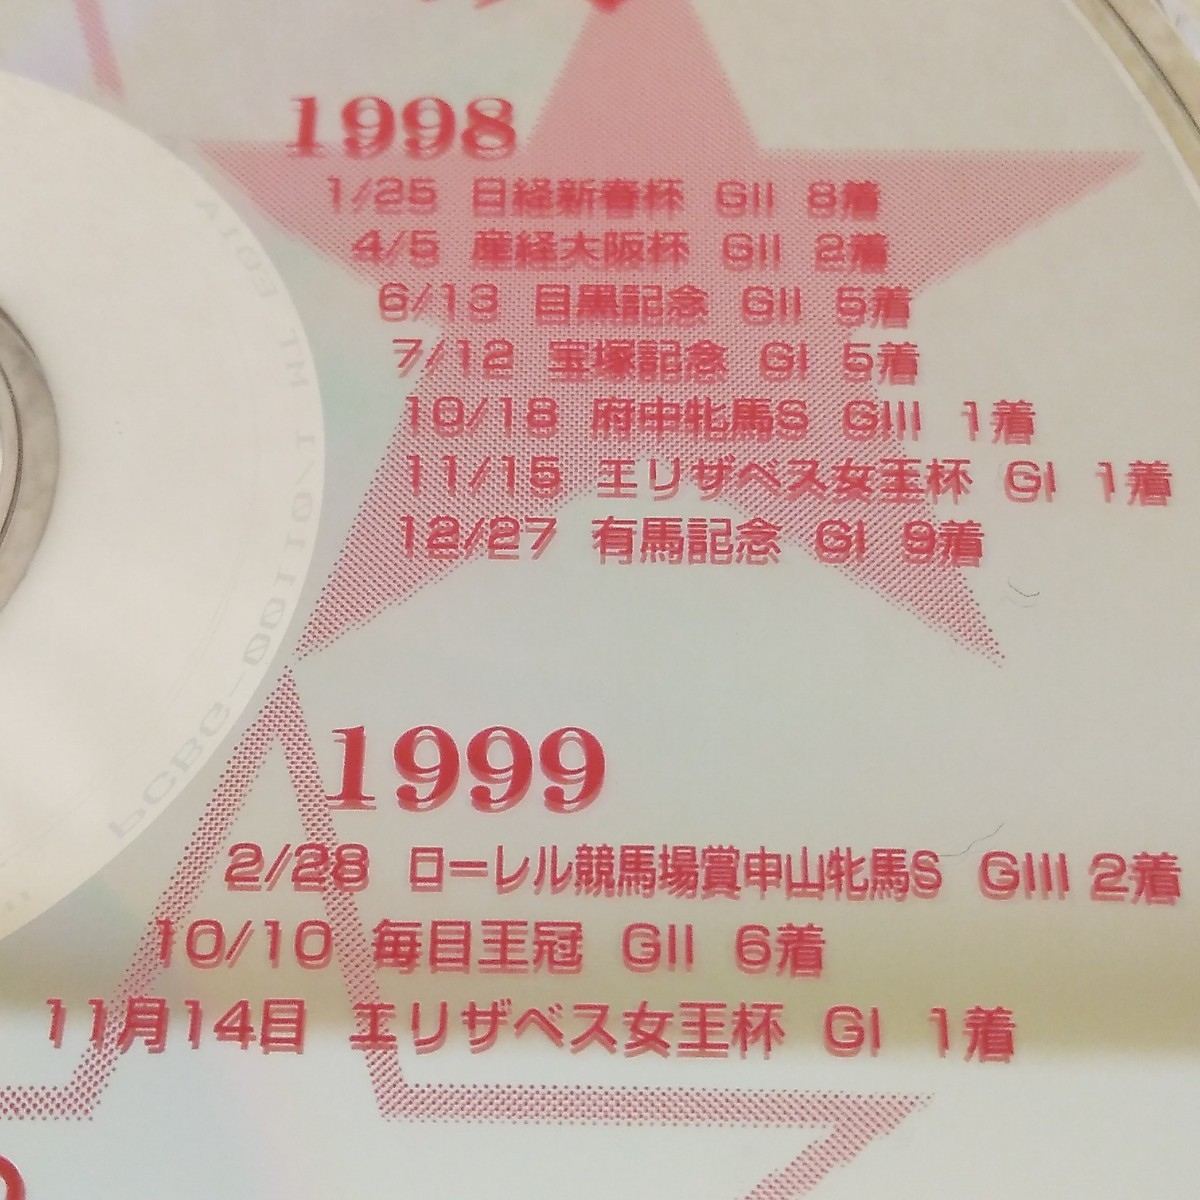 1998
1/25 日経新春杯 GII 8着
4/5 産経大阪杯 GII 2着
6/13 目黒記念 GII 5着
7/12 宝塚記念 GI 5着
10/18 府中牝馬S GIII 1着
11/15 エリザベス女王杯 GI 1着
12/27 有馬記念 GI 9着
1999
2/28 ローレル競馬場賞中山牝馬S GIII 2着
10/10 毎日王冠 GII 6着
11月14日 エリザベス女王杯 GI 1着